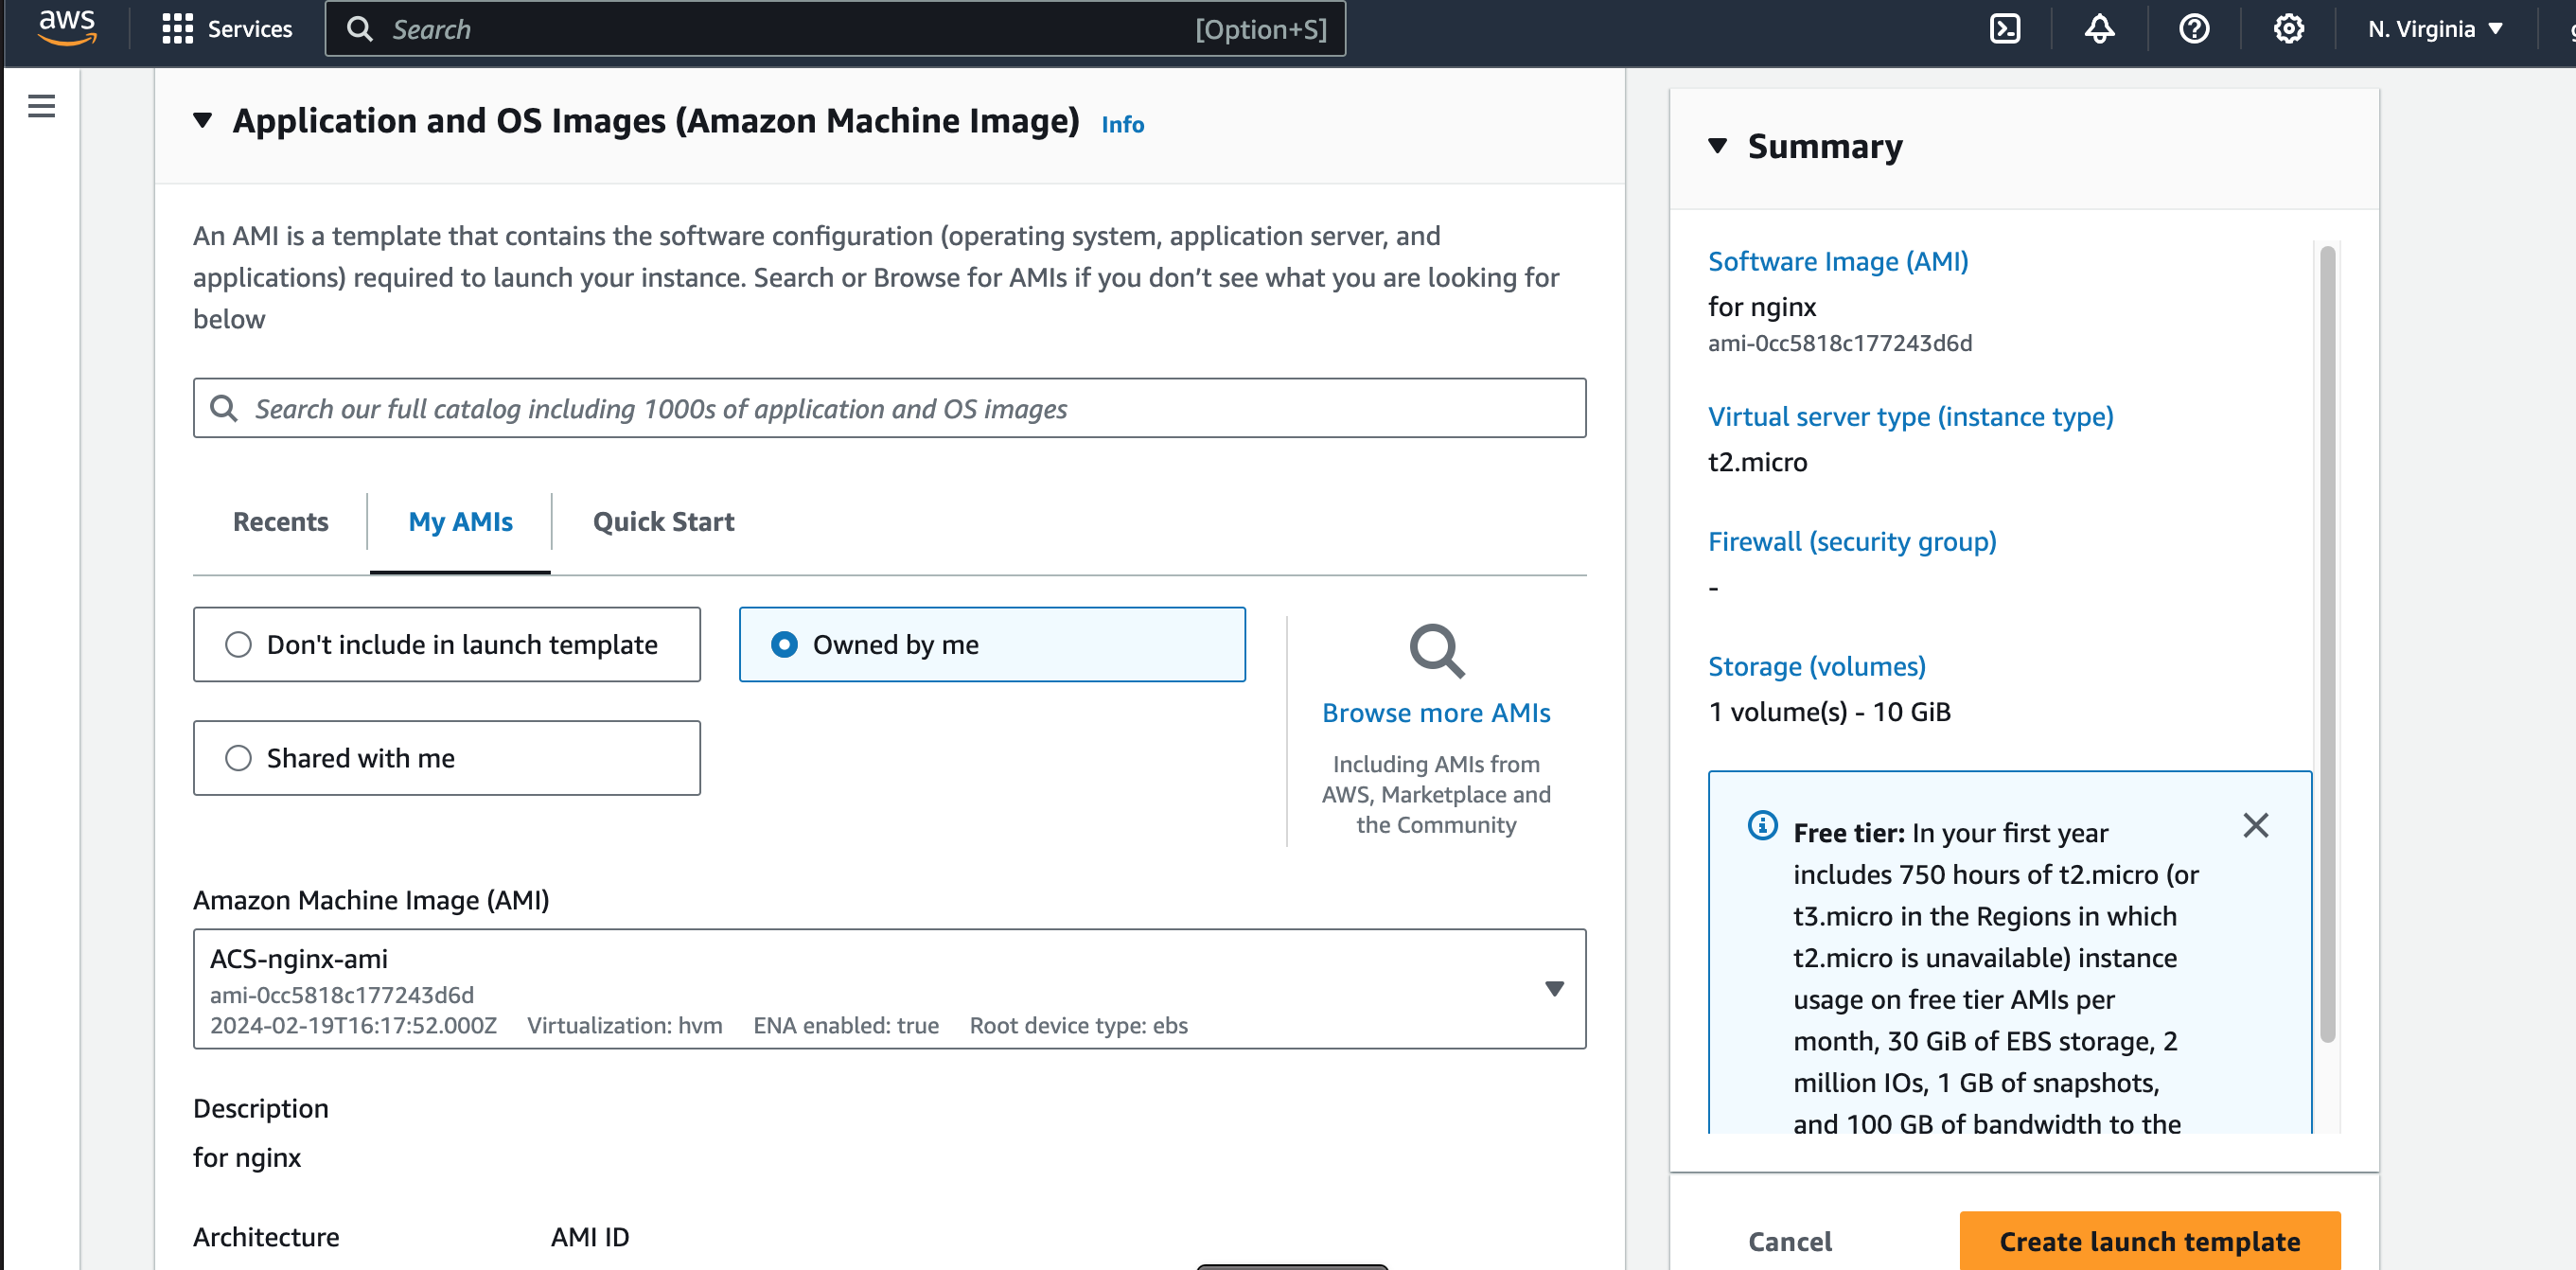 aws
Services
Search
[Option+S]
N. Virginia
Application and OS Images (Amazon Machine Image) Info
An AMI is a template that contains the software configuration (operating system, application server, and
applications) required to launch your instance. Search or Browse for AMIs if you don’t see what you are looking for
below
Search our full catalog including 1000s of application and OS images
Recents
My AMIs
Quick Start
Don't include in launch template
Owned by me
Shared with me
Browse more AMIs
Including AMIs from
AWS, Marketplace and
the Community
Amazon Machine Image (AMI)
ACS-nginx-ami
ami-0cc5818c177243d6d
2024-02-19T16:17:52.000Z Virtualization: hvm ENA enabled: true Root device type: ebs
Description
for nginx
Architecture
AMI ID
Summary
Software Image (AMI)
for nginx
ami-0cc5818c177243d6d
Virtual server type (instance type)
t2.micro
Firewall (security group)
-
Storage (volumes)
1 volume(s) - 10 GiB
Free tier: In your first year
includes 750 hours of t2.micro (or
t3.micro in the Regions in which
t2.micro is unavailable) instance
usage on free tier AMIs per
month, 30 GiB of EBS storage, 2
million IOs, 1 GB of snapshots,
and 100 GB of bandwidth to the
Cancel
Create launch template